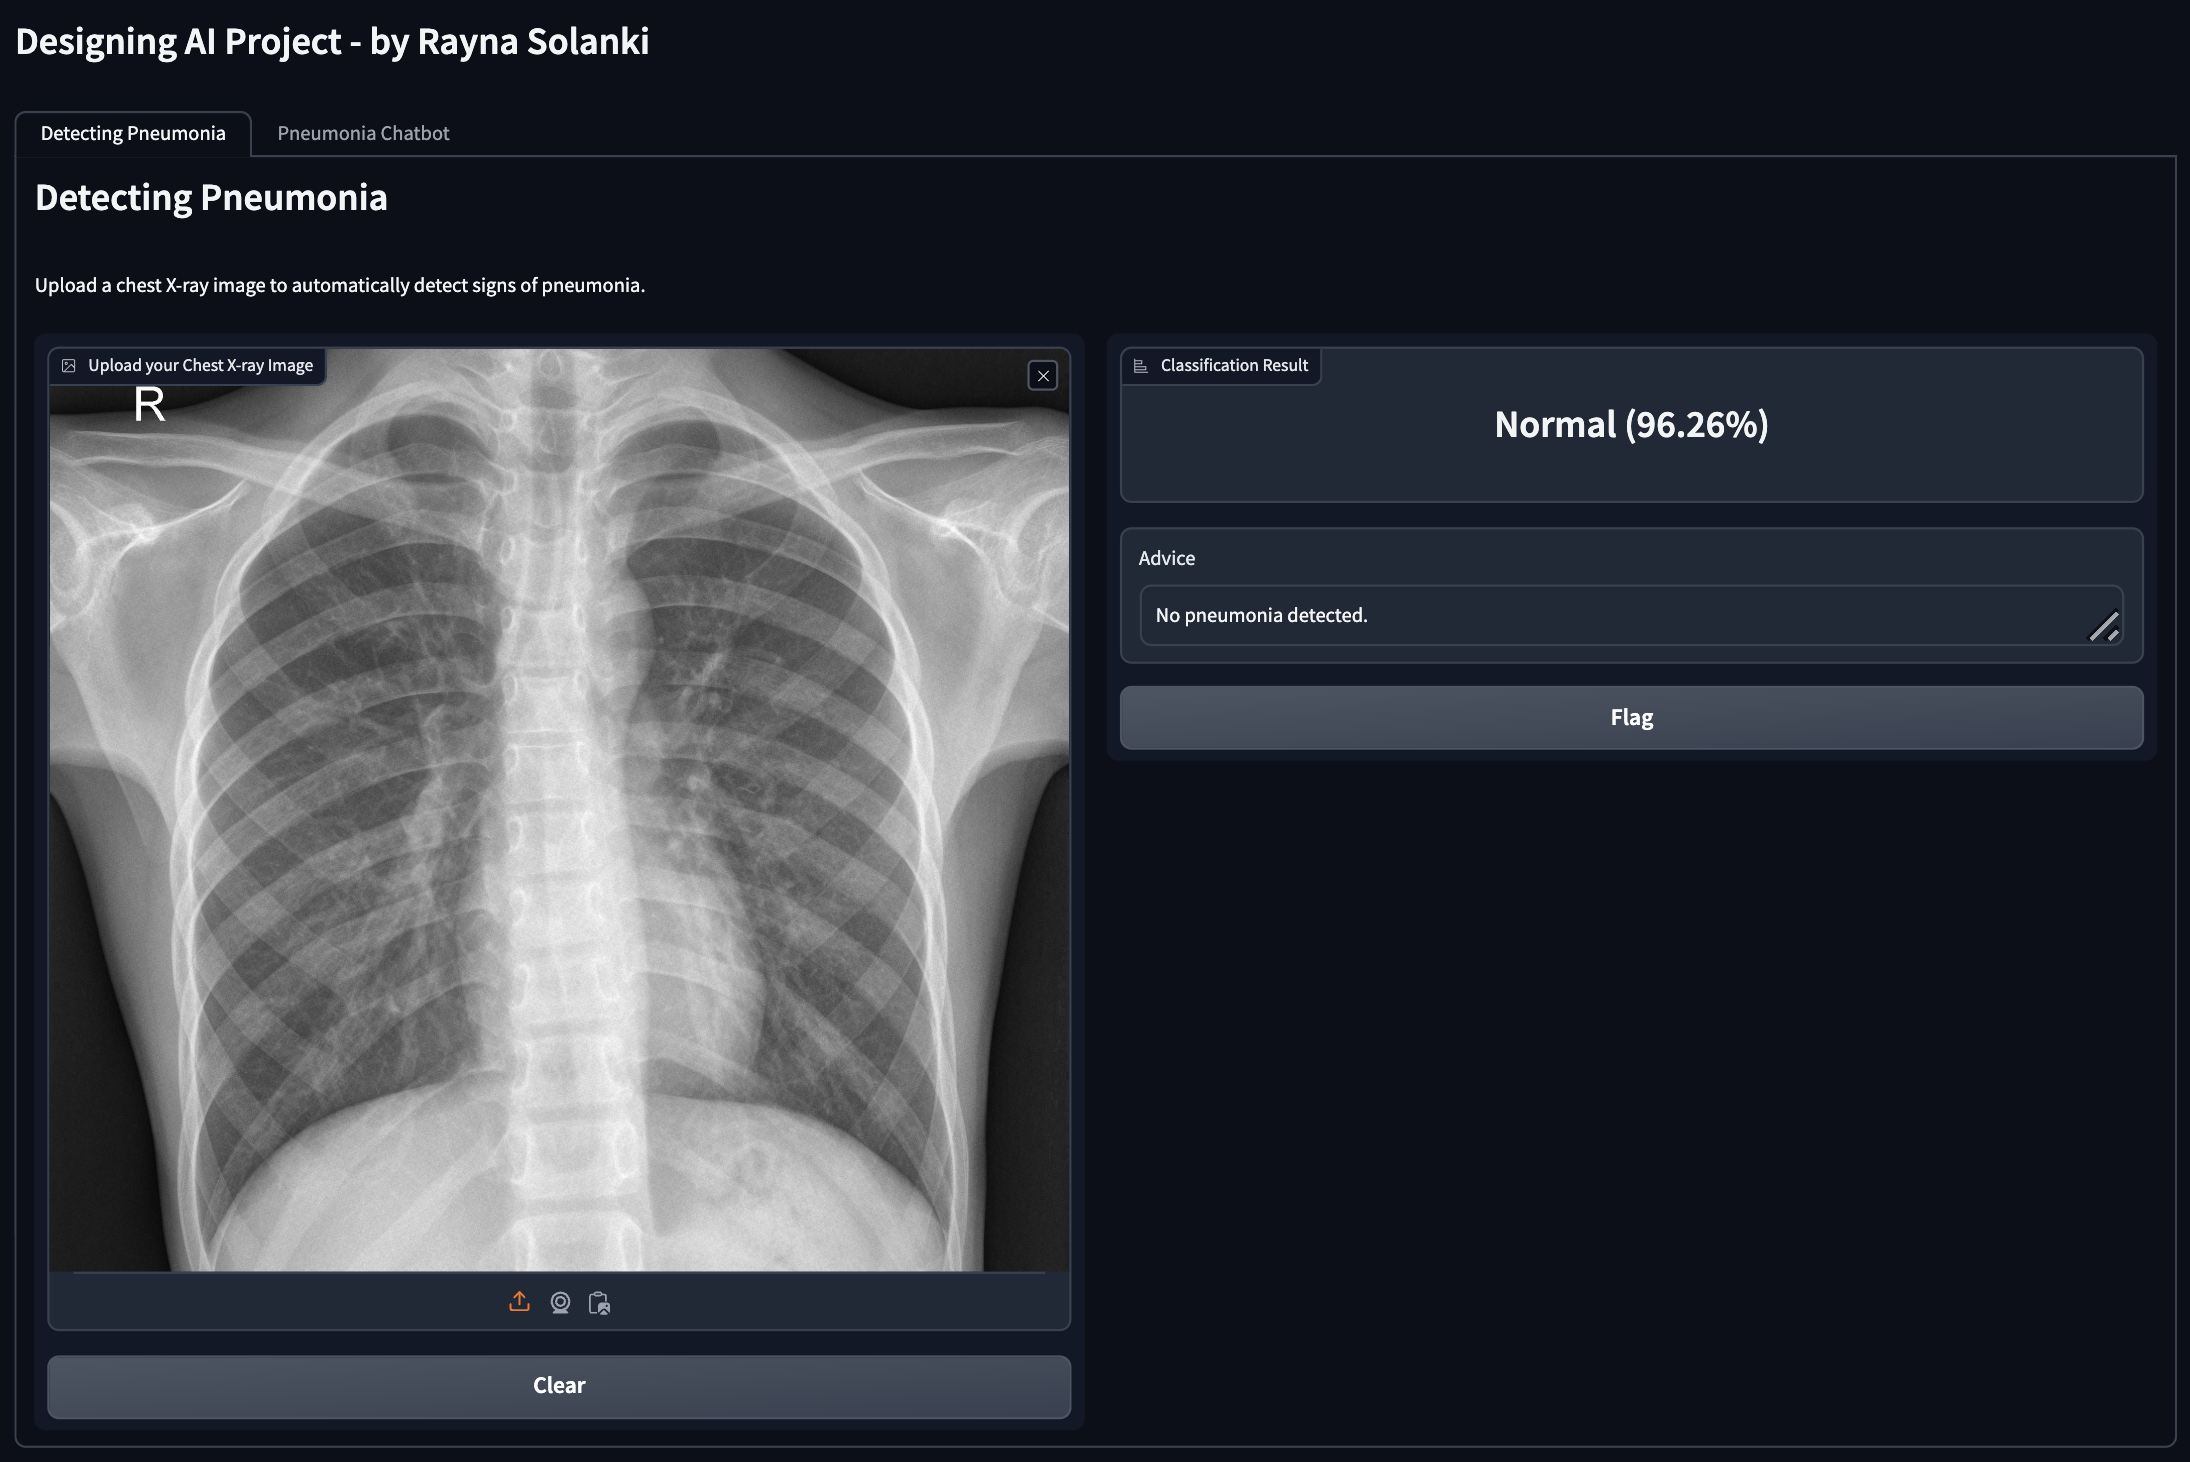 Designing AI Project - by Rayna Solanki
Detecting Pneumonia
Pneumonia Chatbot
Detecting Pneumonia
Upload a chest X-ray image to automatically detect signs of pneumonia.
Upload your Chest X-ray Image
R
Classification Result
Normal (96.26%)
Advice
No pneumonia detected.
Flag
Clear